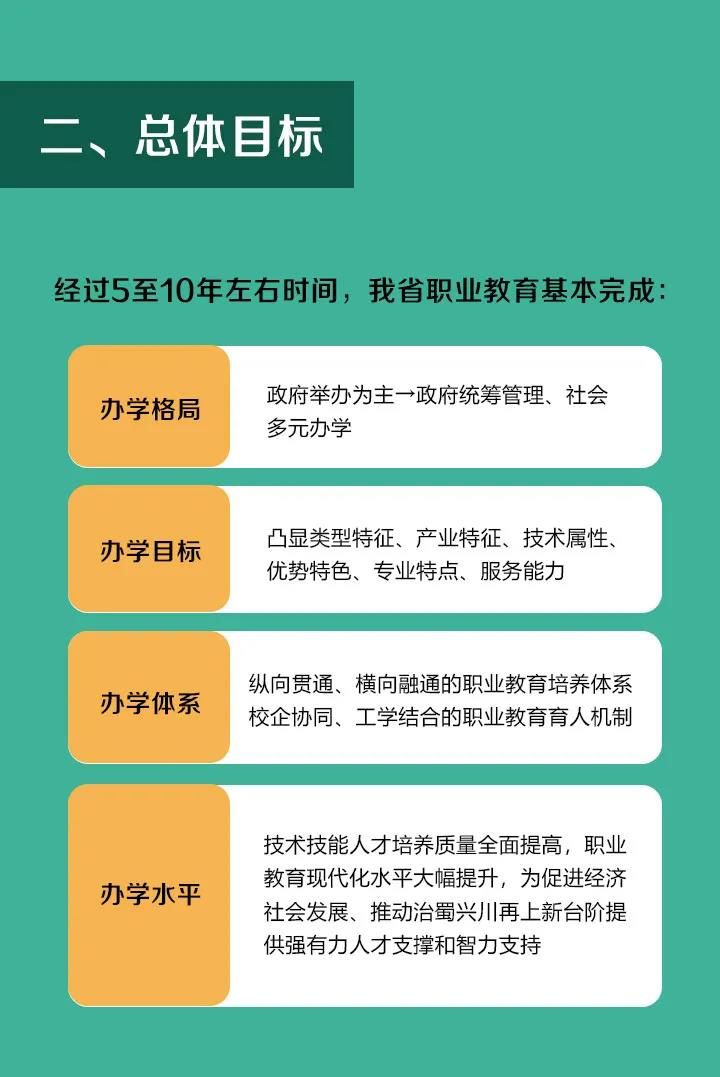 二、总体目标
经过5至10年左右时间，我省职业教育基本完成：
办学格局
政府举办为主→政府统筹管理、社会
多元办学
办学目标
凸显类型特征、产业特征、技术属性、
优势特色、专业特点、服务能力
办学体系
纵向贯通、横向融通的职业教育培养体系
校企协同、工学结合的职业教育育人机制
办学水平
技术技能人才培养质量全面提高，职业
教育现代化水平大幅提升，为促进经济
社会发展、推动治蜀兴川再上新台阶提
供强有力人才支撑和智力支持